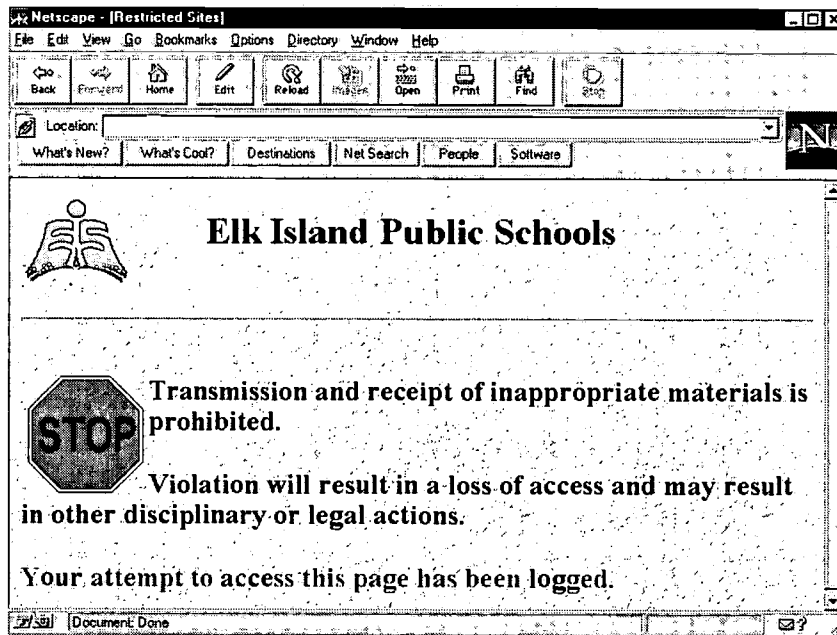 Netscape - [Restricted Sites]
File Edit View Go Bookmarks Options Directory Window Help
Back Forward Home Edit Reload Images Open Print Find Stop
Location:
What's New? What's Cool? Destinations Net Search People Software
N
Elk Island Public Schools
STOP
Transmission and receipt of inappropriate materials is
prohibited.
Violation will result in a loss of access and may result
in other disciplinary or legal actions.
Your attempt to access this page has been logged.
Document: Done